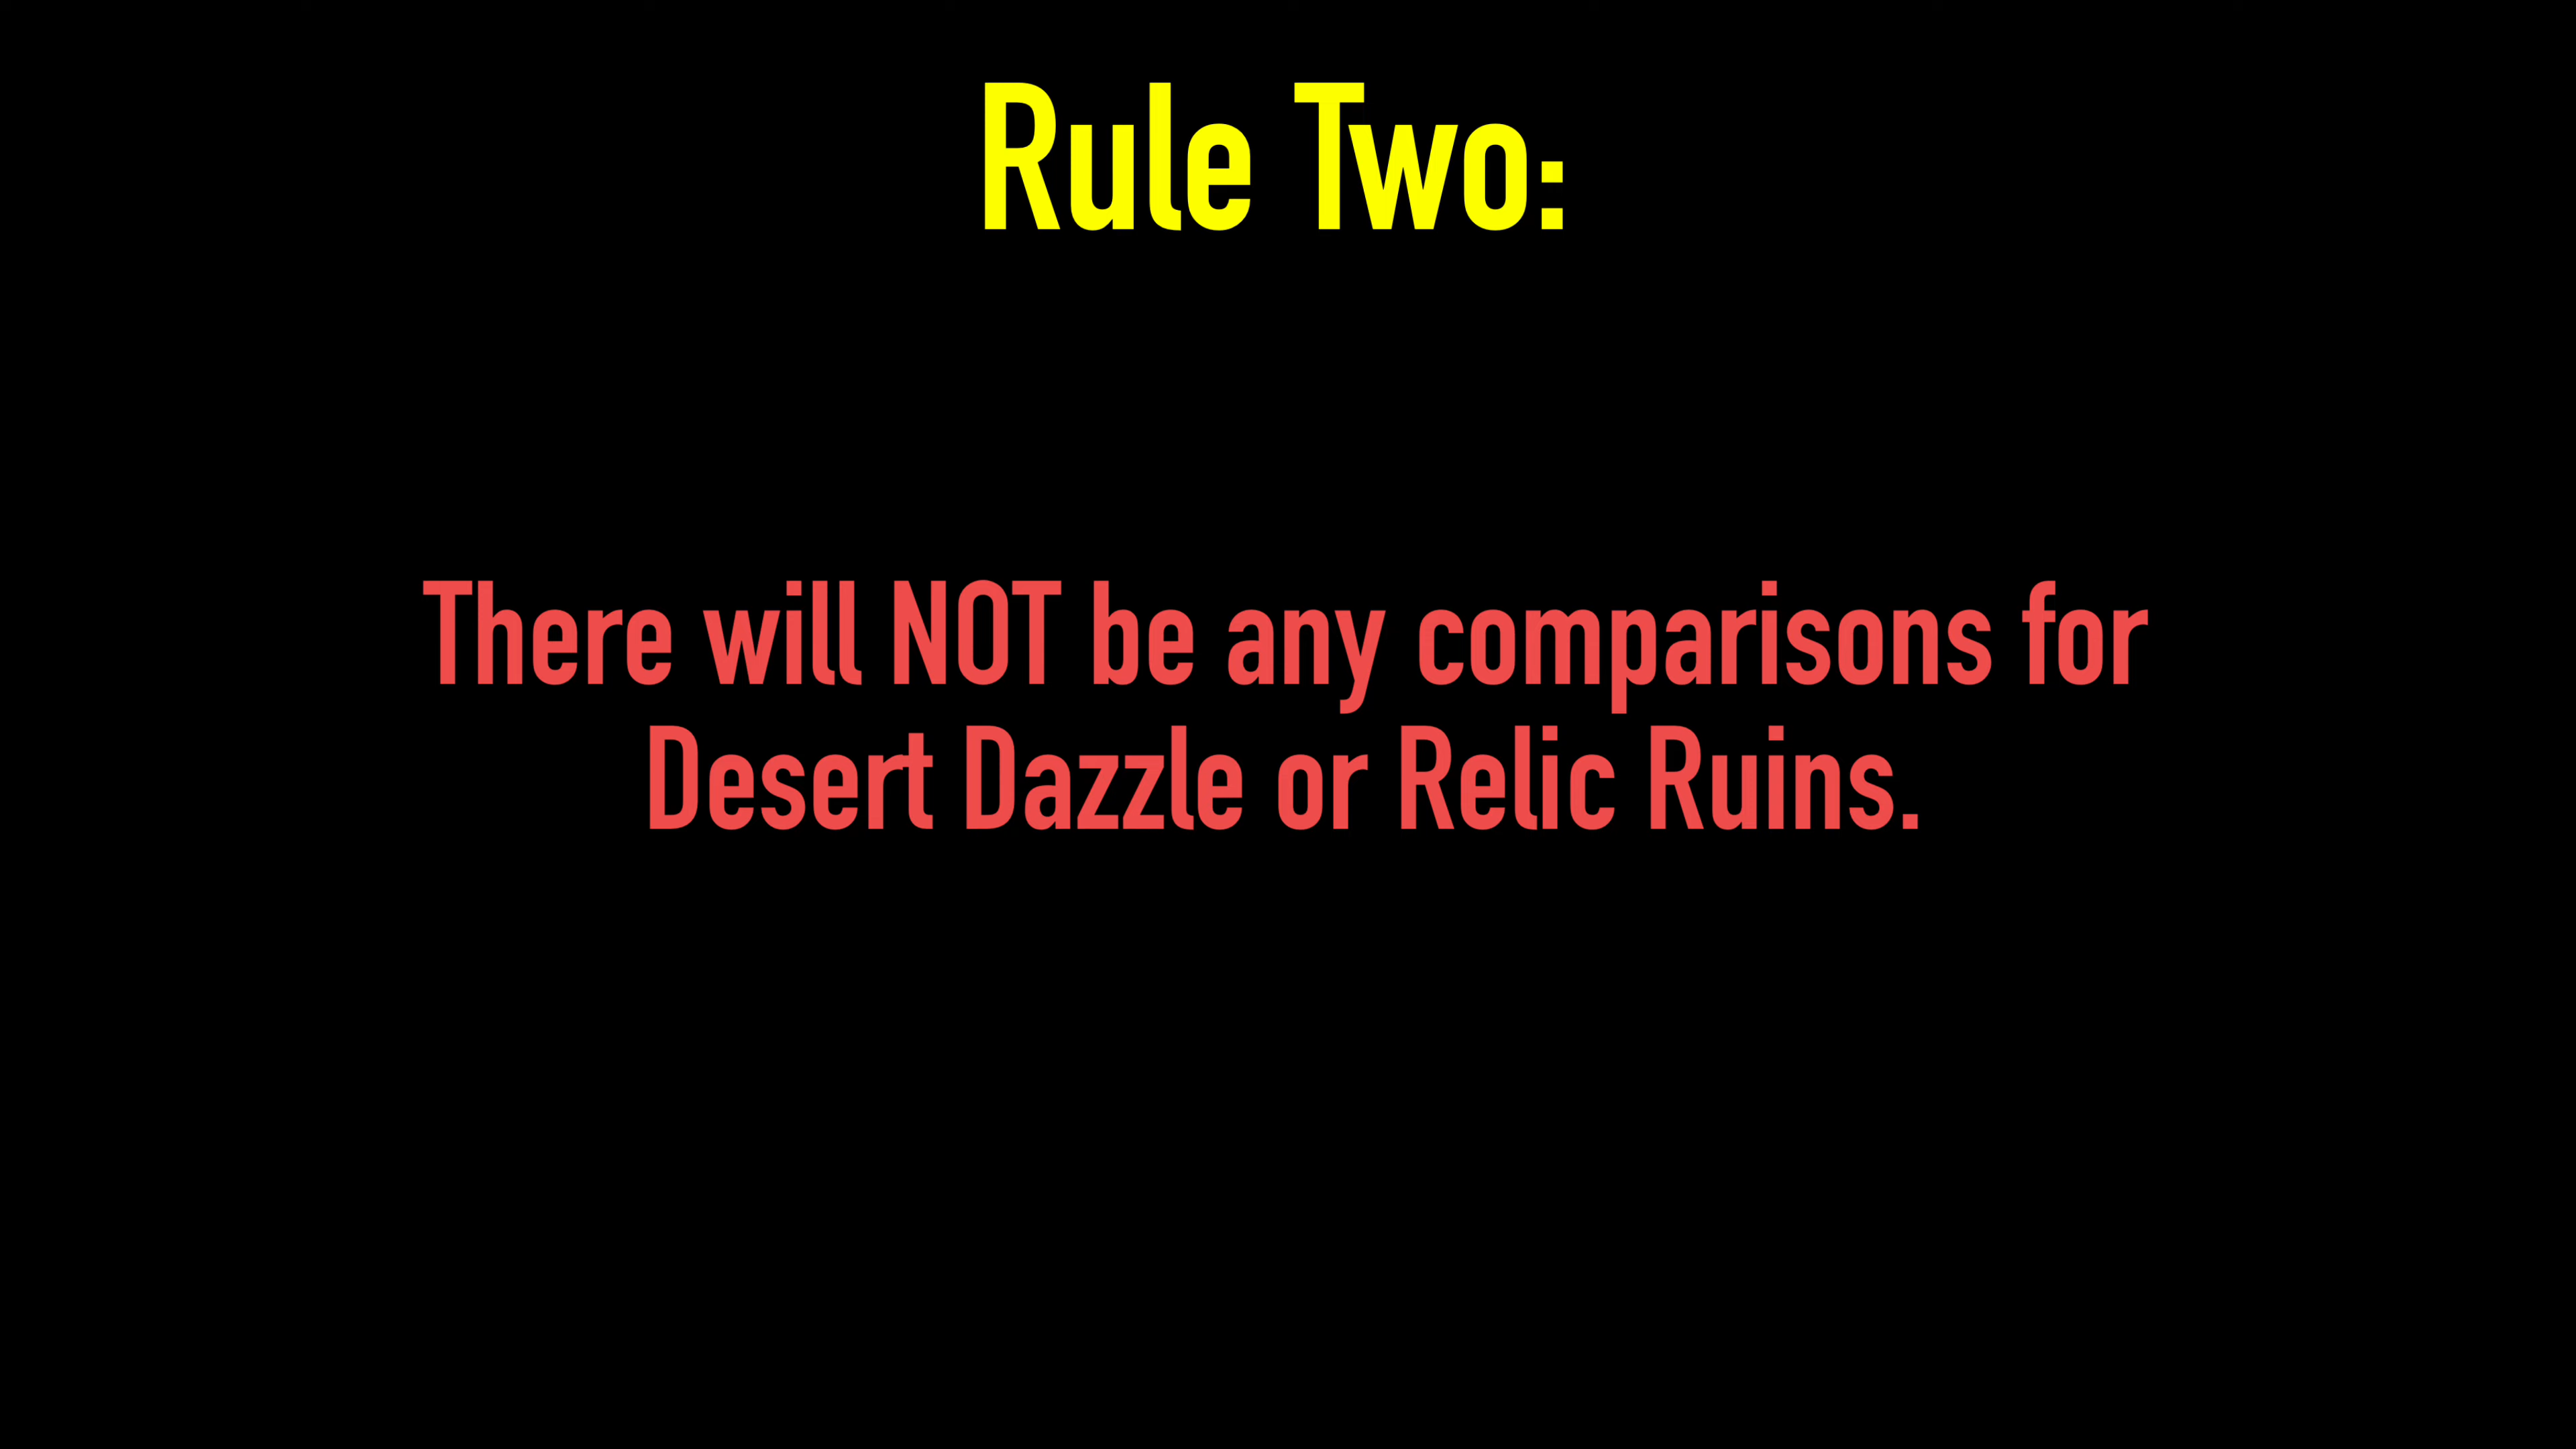 Rule Two:
There will NOT be any comparisons for
Desert Dazzle or Relic Ruins.